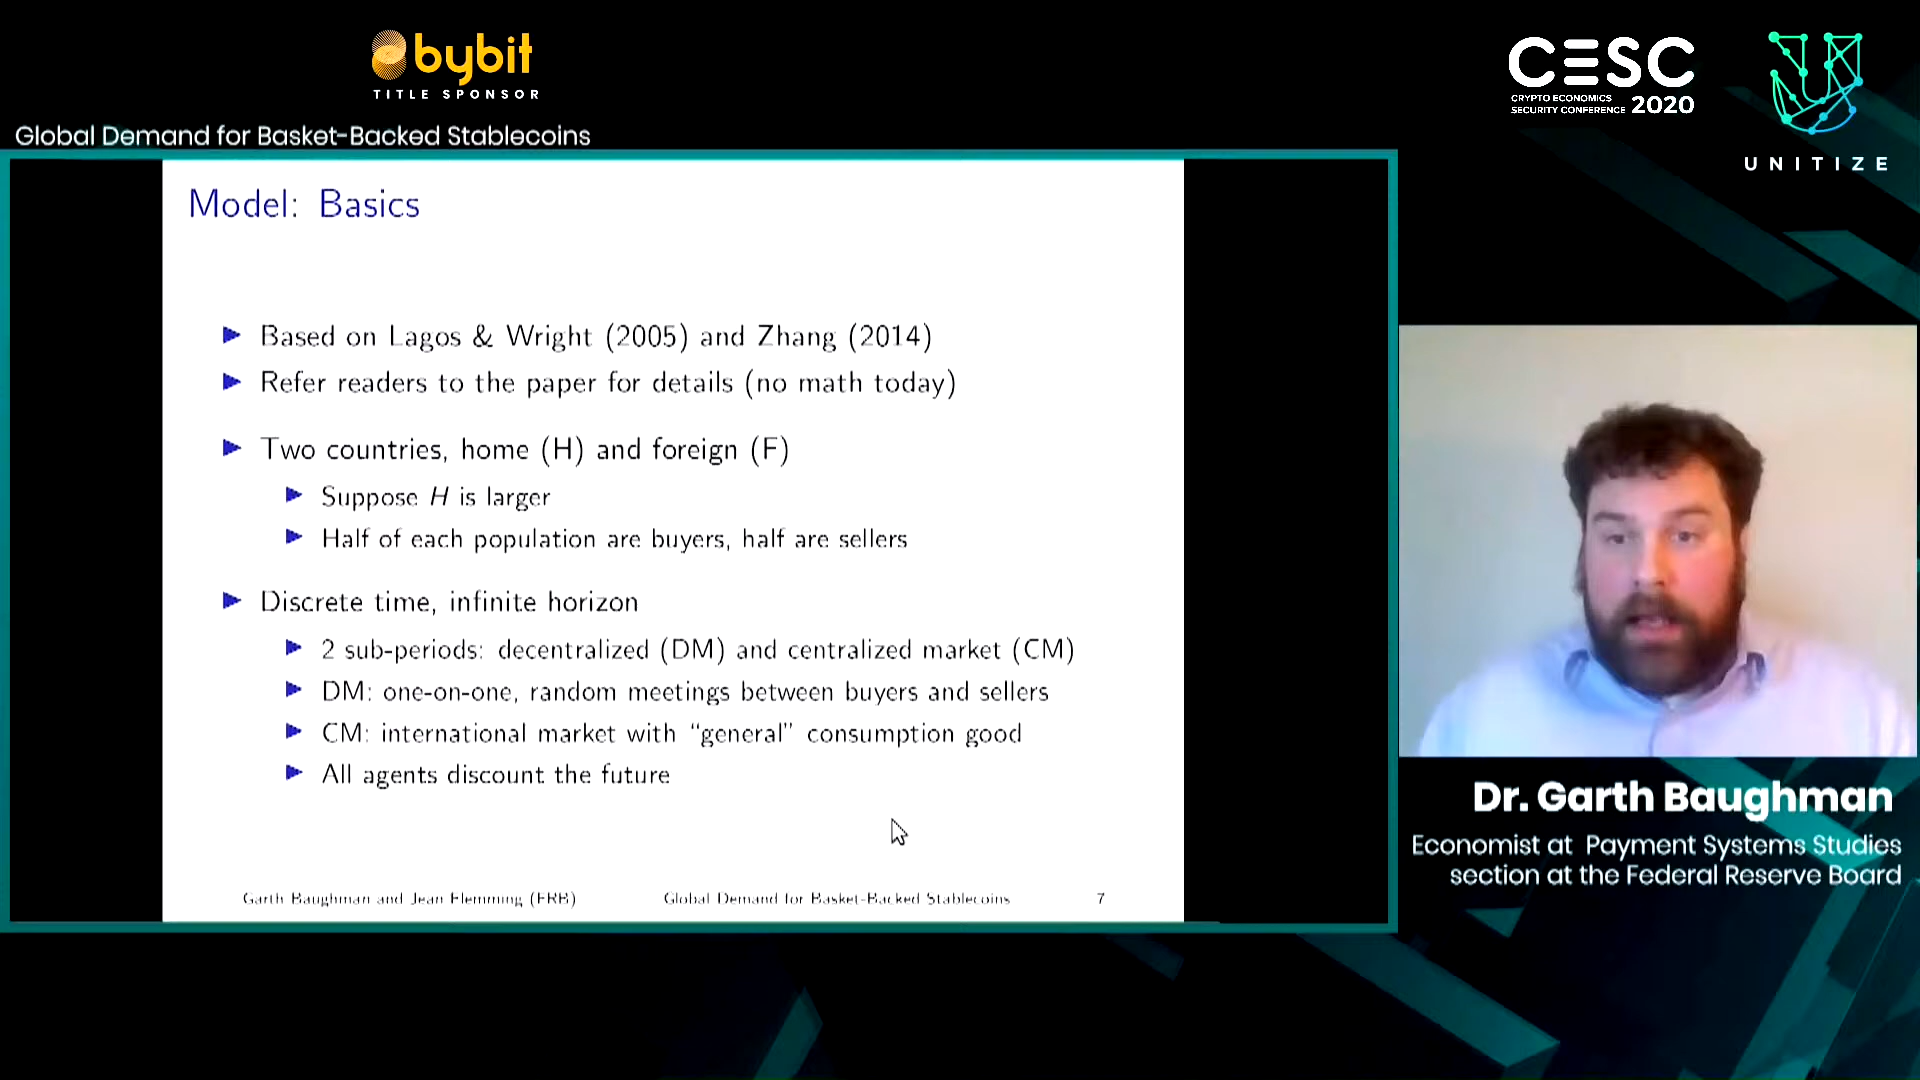 bybit
TITLE SPONSOR
CESC
CRYPTO ECONOMICS
SECURITY CONFERENCE 2020
UNITIZE
Global Demand for Basket-Backed Stablecoins
Model: Basics
Based on Lagos & Wright (2005) and Zhang (2014)
Refer readers to the paper for details (no math today)
Two countries, home (H) and foreign (F)
Suppose H is larger
Half of each population are buyers, half are sellers
Discrete time, infinite horizon
2 sub-periods: decentralized (DM) and centralized market (CM)
DM: one-on-one, random meetings between buyers and sellers
CM: international market with “general” consumption good
All agents discount the future
Garth Baughman and Jean Flemming (FRB)
Global Demand for Basket-Backed Stablecoins
7
Dr. Garth Baughman
Economist at Payment Systems Studies
section at the Federal Reserve Board